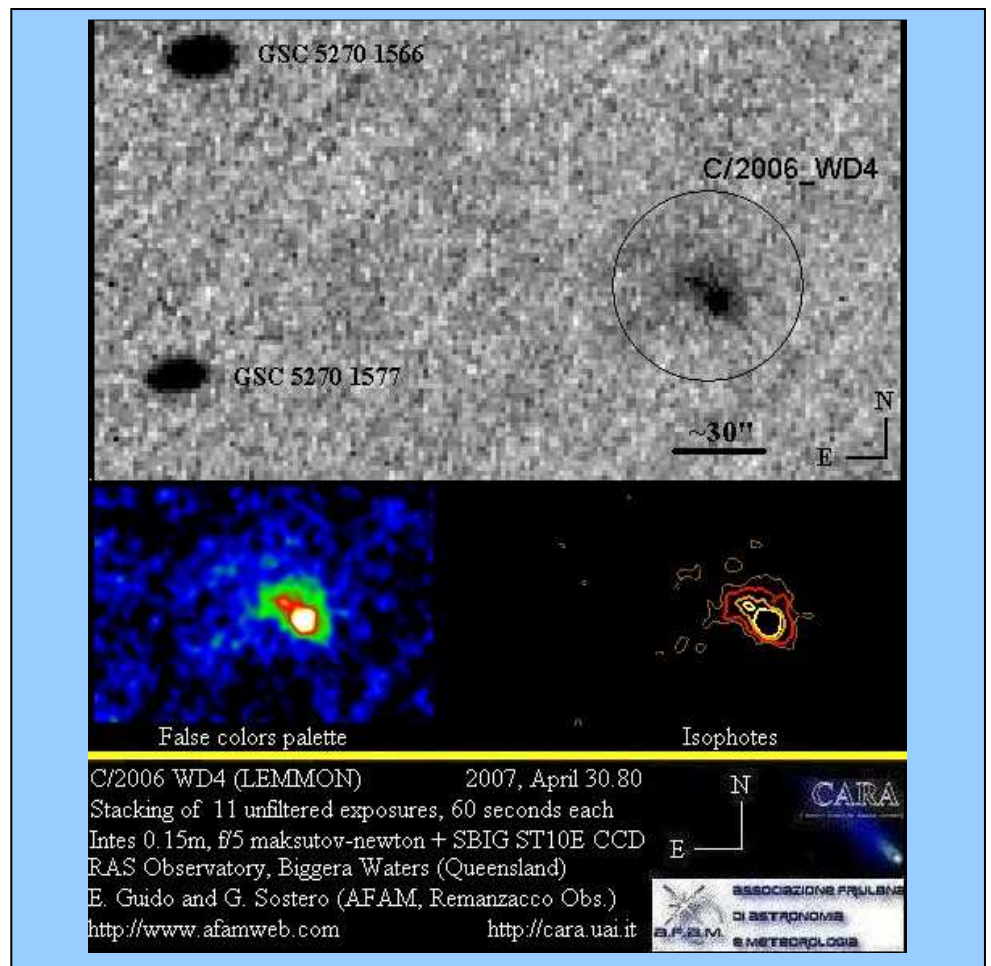 GSC 5270 1566
C/2006_WD4
GSC 5270 1577
~30"
N
E
False colors palette
Isophotes
C/2006 WD4 (LEMMON) 2007, April 30.80
Stacking of 11 unfiltered exposures, 60 seconds each
Intes 0.15m, f/5 maksutov-newton + SBIG ST10E CCD
RAS Observatory, Biggera Waters (Queensland)
E. Guido and G. Sostero (AFAM, Remanzacco Obs.)
http://www.afamweb.com http://cara.uai.it
N
E
CARA
A.F.A.M.
ASSOCIAZIONE FRIULANA
DI ASTRONOMIA
E METEOROLOGIA